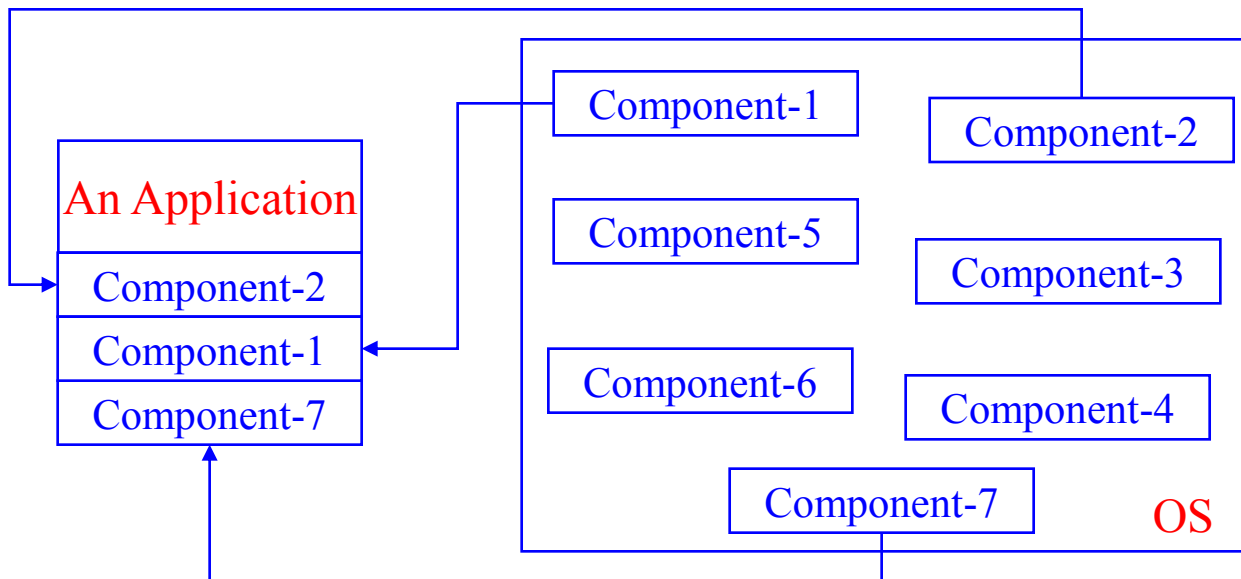 An Application
Component-2
Component-1
Component-7
Component-1
Component-2
Component-5
Component-3
Component-6
Component-4
Component-7
OS